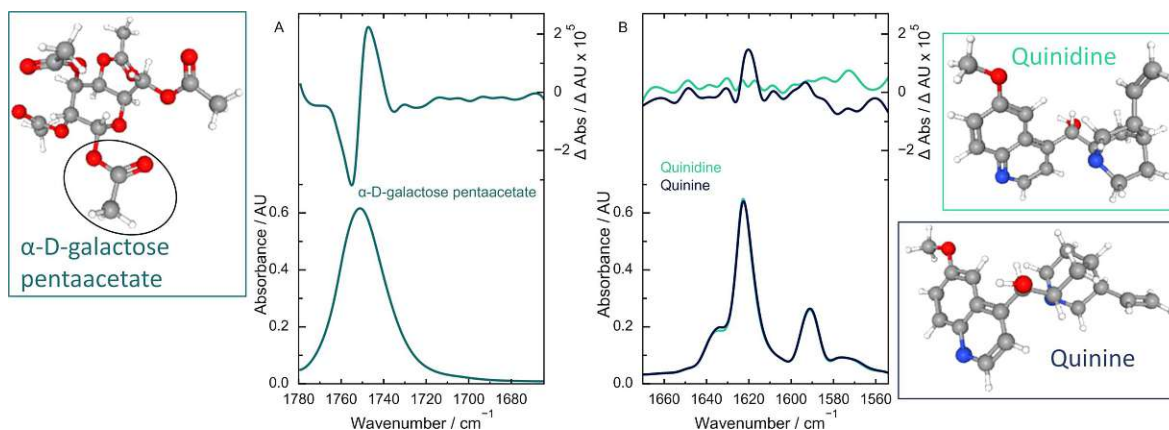 α-D-galactose
pentaacetate
A
Absorbance / AU
0.6
0.4
0.2
0.0
2
0
−2
Δ Abs / Δ AU x 10⁵
α-D-galactose pentaacetate
1780 1760 1740 1720 1700 1680
Wavenumber / cm⁻¹
B
Absorbance / AU
0.6
0.4
0.2
0.0
2
0
−2
Δ Abs / Δ AU x 10⁵
Quinidine
Quinine
1660 1640 1620 1600 1580 1560
Wavenumber / cm⁻¹
Quinidine
Quinine